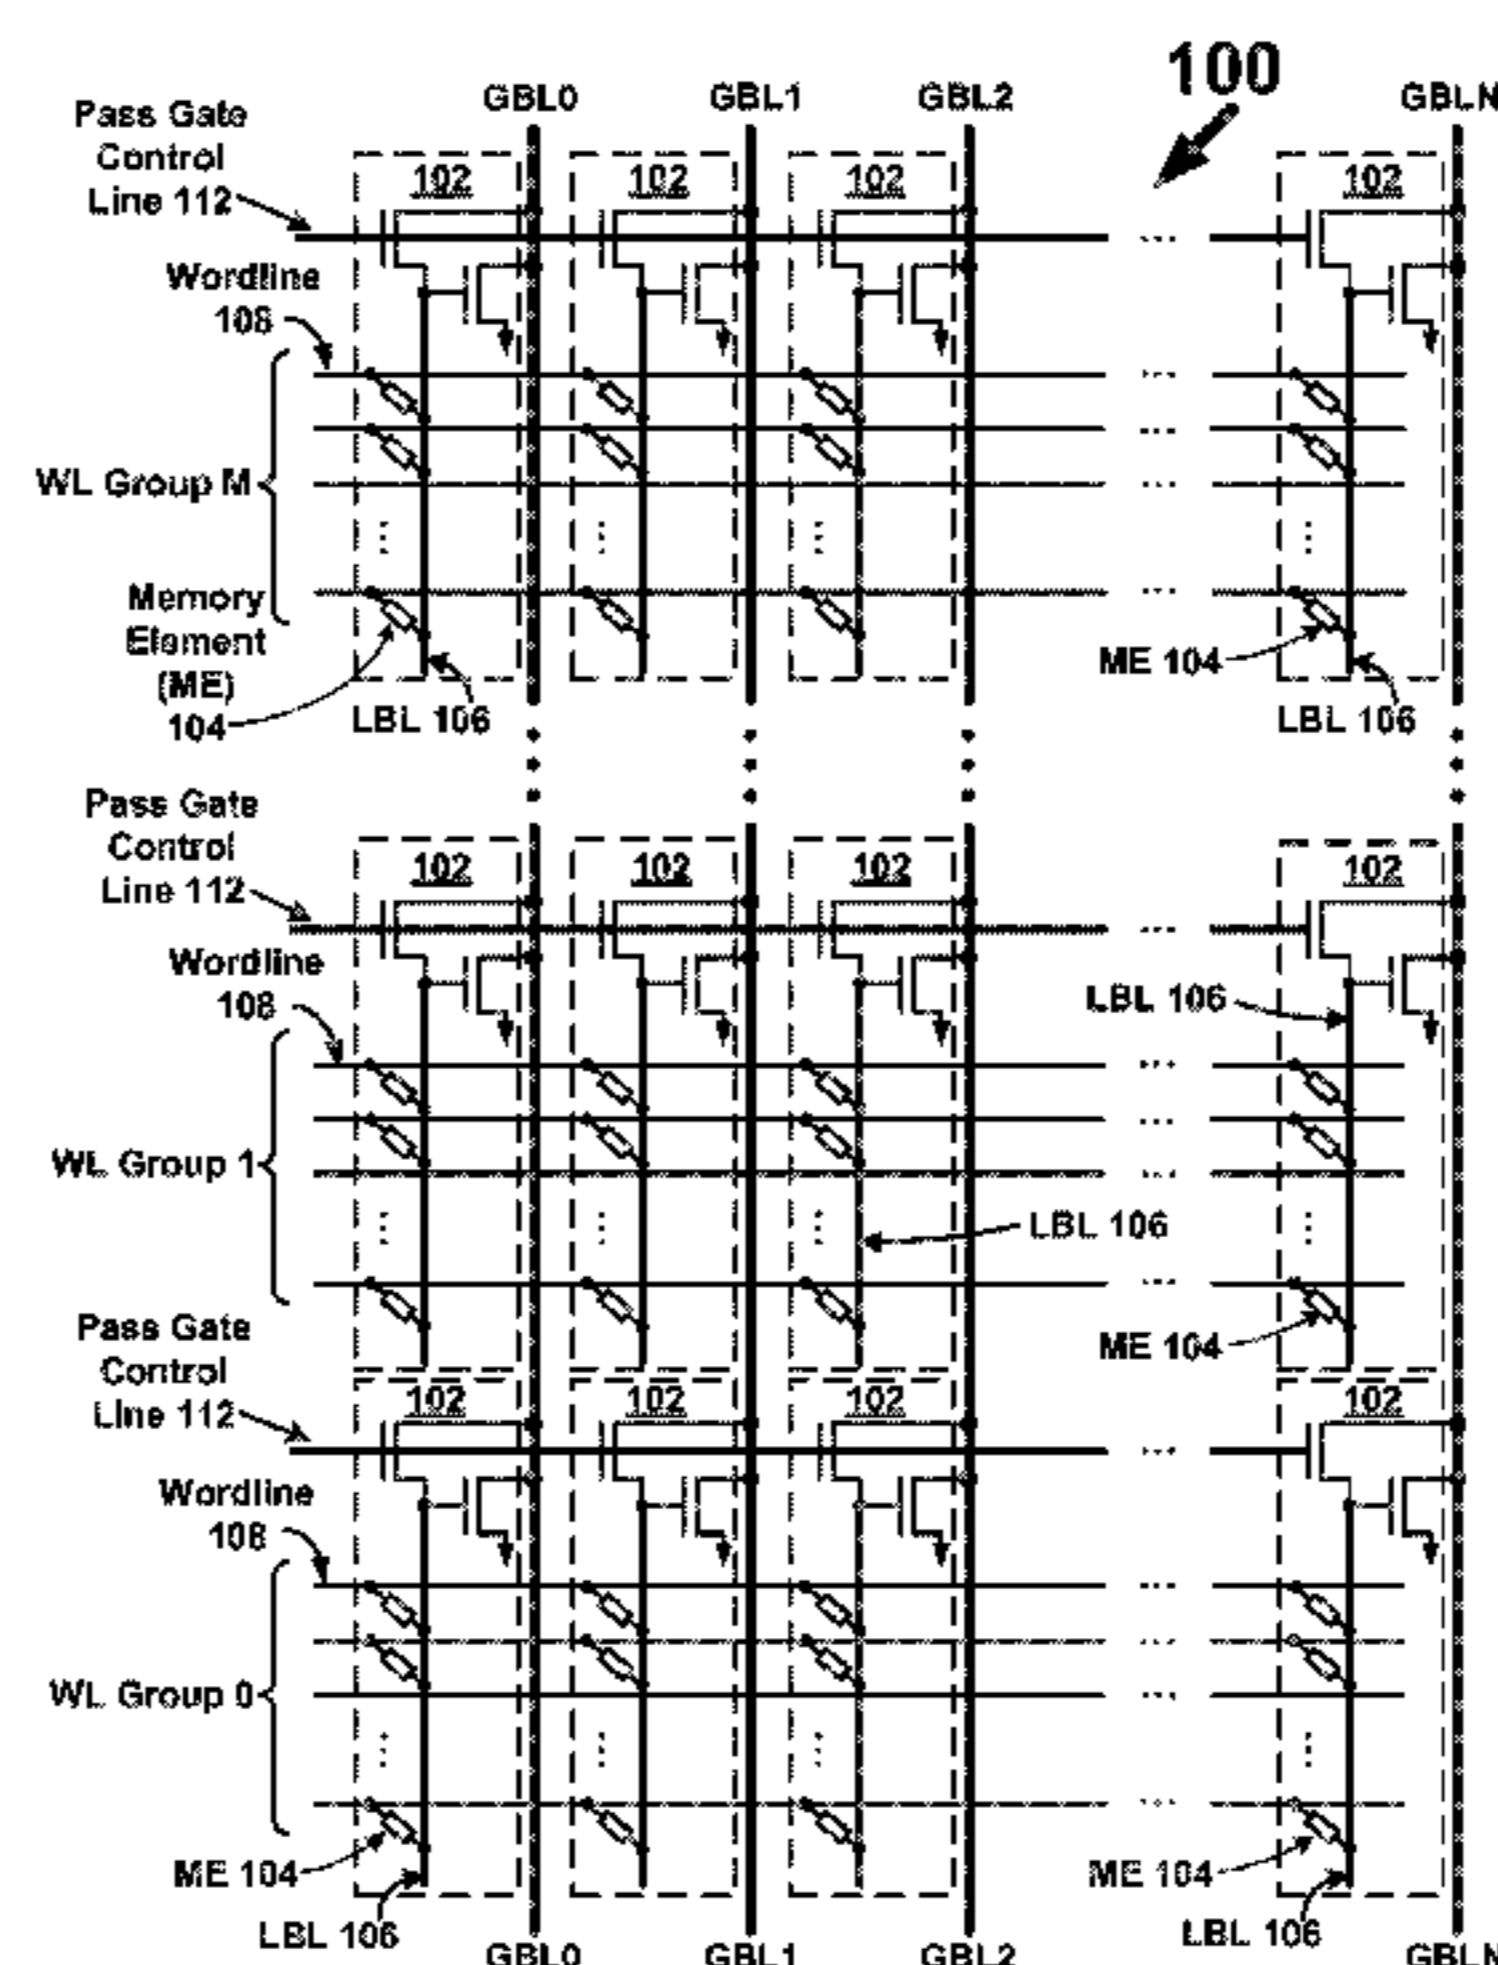 100
GBL0 GBL1 GBL2 GBLN
Pass Gate
Control
Line 112
102 102 102 102
Wordline
108
WL Group M
Memory
Element
(ME)
104
LBL 106
ME 104
LBL 106
Pass Gate
Control
Line 112
102 102 102 102
Wordline
108
LBL 106
WL Group 1
LBL 106
ME 104
Pass Gate
Control
Line 112
102 102 102 102
Wordline
108
WL Group 0
ME 104
LBL 106
ME 104
LBL 106
GBL0 GBL1 GBL2 GBLN